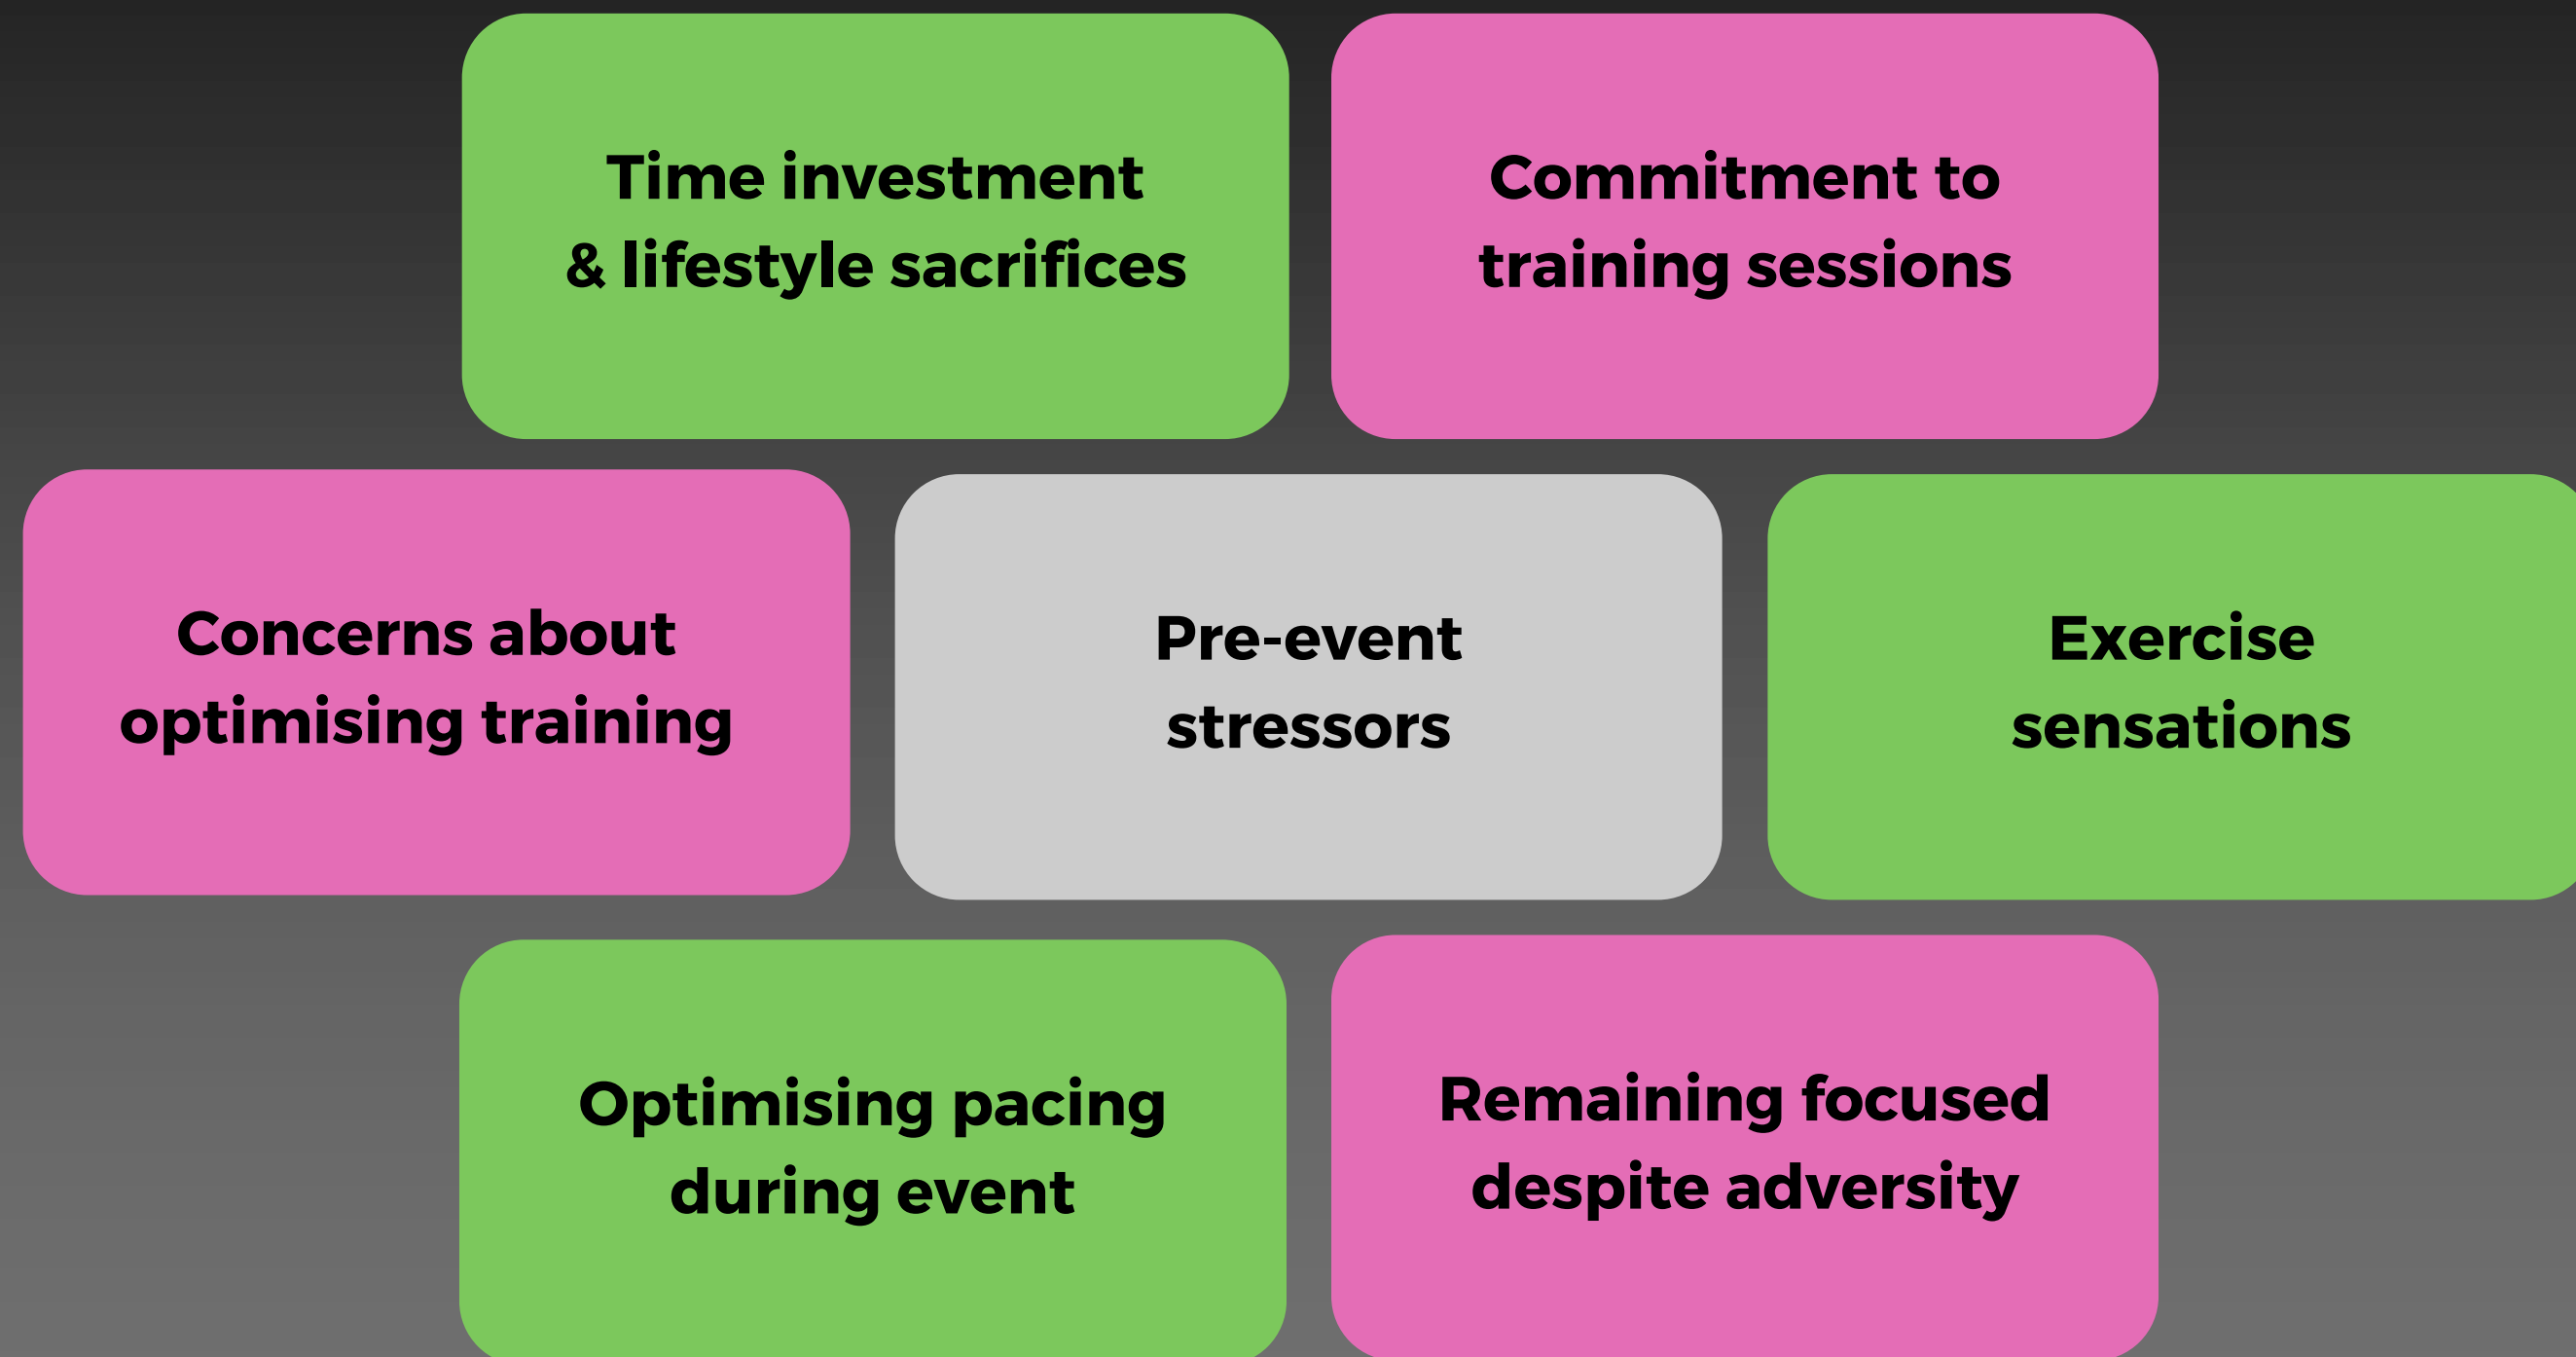 Time investment
& lifestyle sacrifices
Commitment to
training sessions
Concerns about
optimising training
Pre-event
stressors
Exercise
sensations
Optimising pacing
during event
Remaining focused
despite adversity